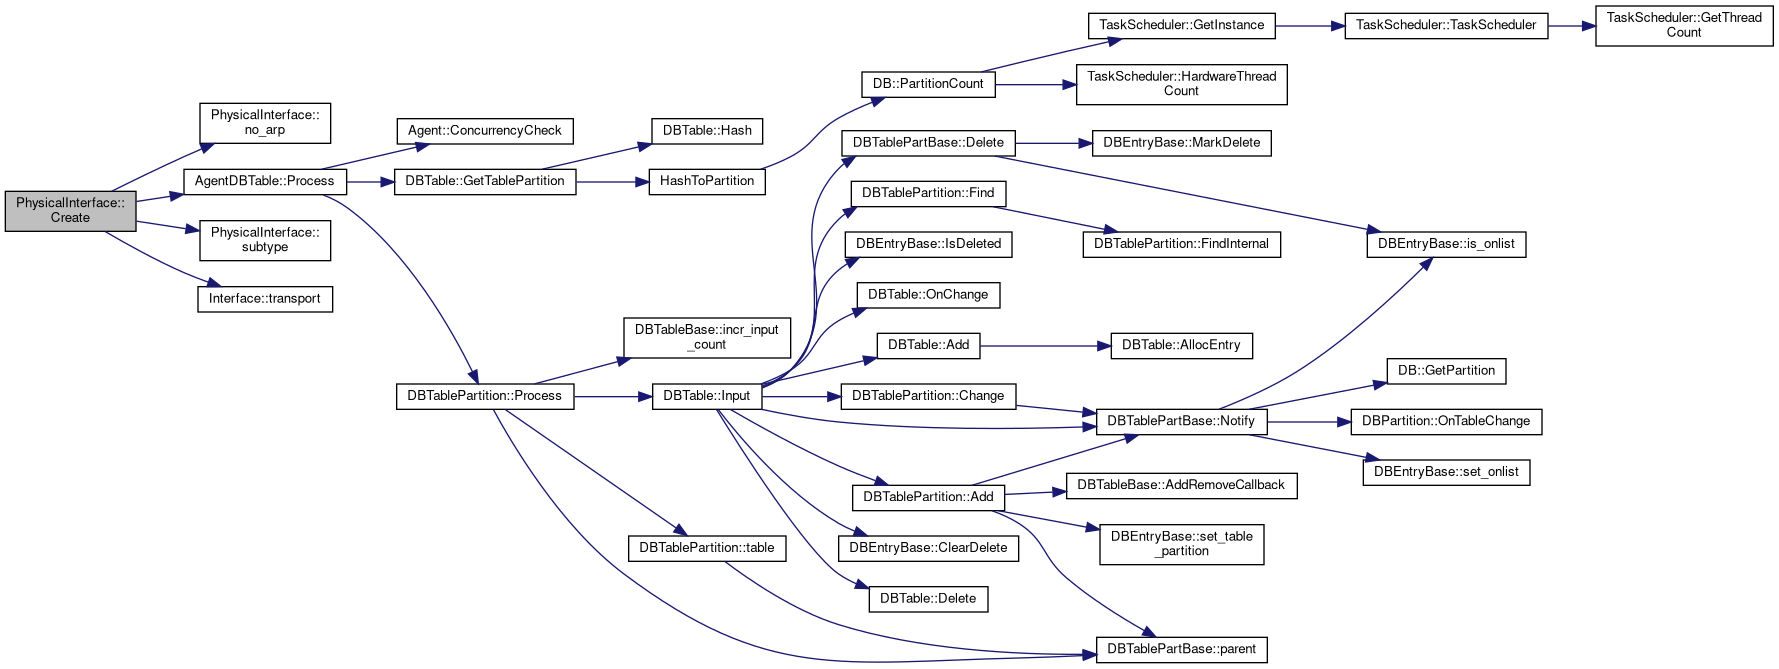 PhysicalInterface::
Create
PhysicalInterface::
no_arp
AgentDBTable::Process
PhysicalInterface::
subtype
Interface::transport
Agent::ConcurrencyCheck
DBTable::GetTablePartition
DBTablePartition::Process
DBTable::Hash
HashToPartition
DBTableBase::incr_input
_count
DBTable::Input
DBTablePartition::table
DB::PartitionCount
DBTablePartBase::Delete
DBTablePartition::Find
DBEntryBase::IsDeleted
DBTable::OnChange
DBTable::Add
DBTablePartition::Change
DBTablePartition::Add
DBEntryBase::ClearDelete
DBTable::Delete
TaskScheduler::GetInstance
TaskScheduler::HardwareThread
Count
DBEntryBase::MarkDelete
DBTablePartition::FindInternal
DBTable::AllocEntry
DBTablePartBase::Notify
DBTableBase::AddRemoveCallback
DBEntryBase::set_table
_partition
DBTablePartBase::parent
TaskScheduler::TaskScheduler
DBEntryBase::is_onlist
DB::GetPartition
DBPartition::OnTableChange
DBEntryBase::set_onlist
TaskScheduler::GetThread
Count